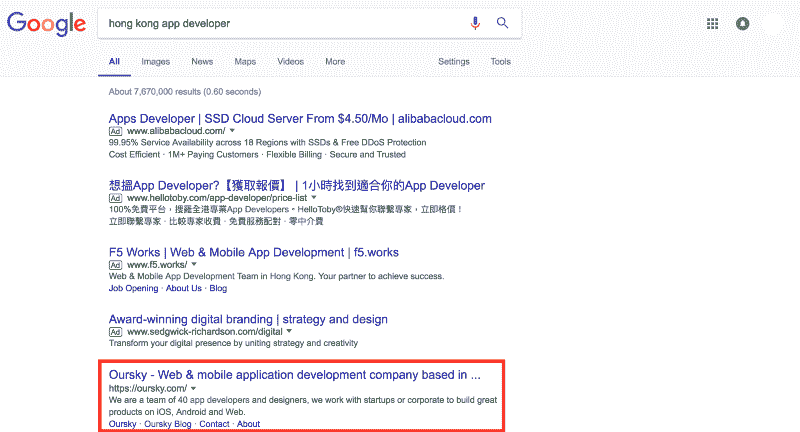 Google
hong kong app developer
All Images News Maps Videos More Settings Tools
About 7,670,000 results (0.60 seconds)
Apps Developer | SSD Cloud Server From $4.50/Mo | alibabacloud.com
Ad www.alibabacloud.com/
99.95% Service Availability across 18 Regions with SSDs & Free DDoS Protection
Cost Efficient · 1M+ Paying Customers · Flexible Billing · Secure and Trusted
想搵App Developer?【獲取報價】 | 1小時找到適合你的App Developer
Ad www.hellotoby.com/app-developer/price-list
100%免費平台，搜羅全港專業App Developers。HelloToby®快速幫你聯繫專家，立即格價！
立即聯繫專家 · 比較專家收費 · 免費服務配對 · 零中介費
F5 Works | Web & Mobile App Development | f5.works
Ad www.f5.works/
Web & Mobile App Development Team in Hong Kong. Your partner to achieve success.
Job Opening · About Us · Blog
Award-winning digital branding | strategy and design
Ad www.sedgwick-richardson.com/digital
Transform your digital presence by uniting strategy and creativity
Oursky - Web & mobile application development company based in ...
https://oursky.com/
We are a team of 40 app developers and designers, we work with startups or corporate to build great
products on iOS, Android and Web.
Oursky · Oursky Blog · Contact · About